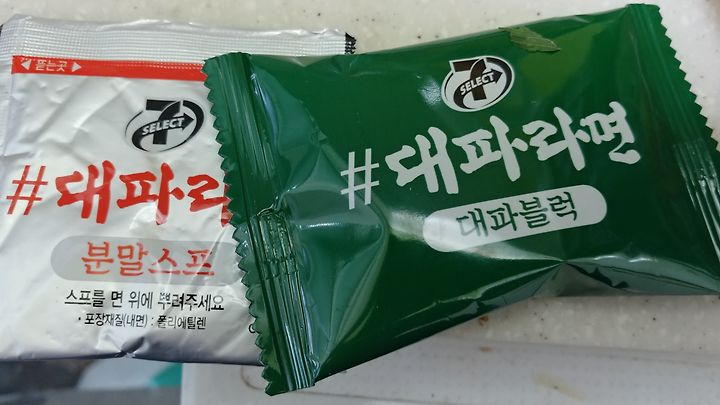 ◀뜯는곳▶
7
SELECT
#대파라
분말스프
스프를 면 위에 뿌려주세요
• 포장재질(내면) : 폴리에틸렌
7
SELECT
#대파라면
대파블럭